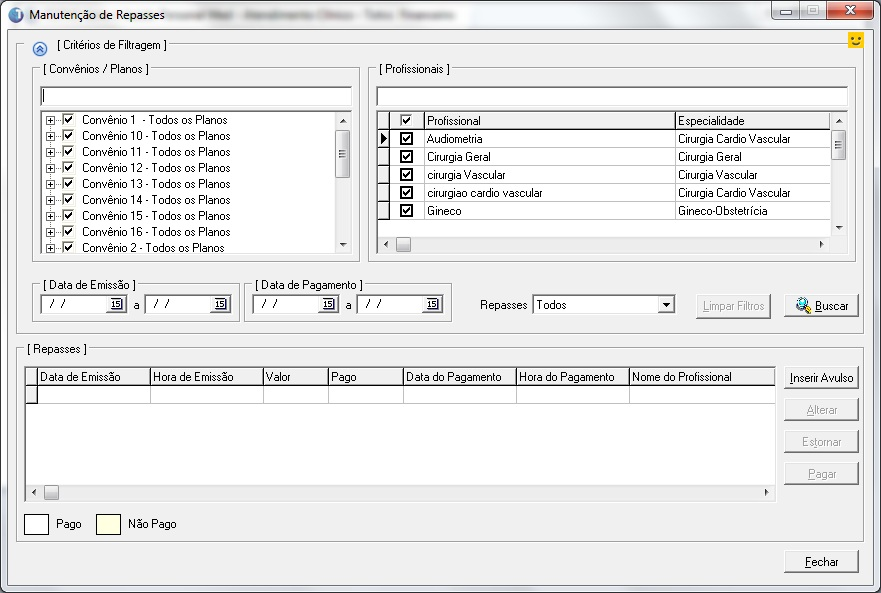 Manutenção de Repasses
[ Critérios de Filtragem ]
[ Convênios / Planos ]
Convênio 1 - Todos os Planos
Convênio 10 - Todos os Planos
Convênio 11 - Todos os Planos
Convênio 12 - Todos os Planos
Convênio 13 - Todos os Planos
Convênio 14 - Todos os Planos
Convênio 15 - Todos os Planos
Convênio 16 - Todos os Planos
Convênio 2 - Todos os Planos
[ Profissionais ]
Profissional Especialidade
Audiometria Cirurgia Cardio Vascular
Cirurgia Geral Cirurgia Geral
cirurgia Vascular Cirurgia Vascular
cirurgiao cardio vascular Cirurgia Cardio Vascular
Gineco Gineco-Obstetrícia
[ Data de Emissão ]
/ / 15 a / / 15
[ Data de Pagamento ]
/ / 15 a / / 15
Repasses Todos Limpar Filtros Buscar
[ Repasses ]
Data de Emissão Hora de Emissão Valor Pago Data do Pagamento Hora do Pagamento Nome do Profissional
Inserir Avulso
Alterar
Estornar
Pagar
Pago Não Pago
Fechar